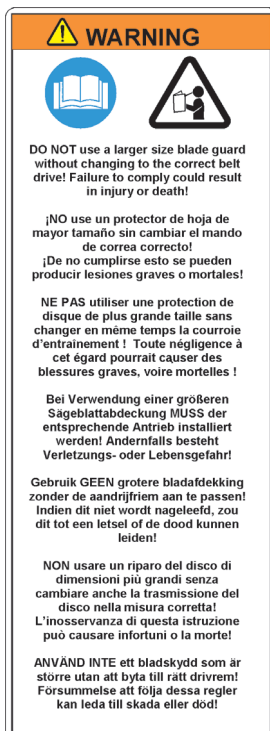 WARNING
DO NOT use a larger size blade guard
without changing to the correct belt
drive! Failure to comply could result
in injury or death!
¡NO use un protector de hoja de
mayor tamaño sin cambiar el mando
de correa correcto!
¡De no cumplirse esto se pueden
producir lesiones graves o mortales!
NE PAS utiliser une protection de
disque de plus grande taille sans
changer en même temps la courroie
d'entraînement ! Toute négligence à
cet égard pourrait causer des
blessures graves, voire mortelles !
Bei Verwendung einer größeren
Sägeblattabdeckung MUSS der
entsprechende Antrieb installiert
werden! Andernfalls besteht
Verletzungs- oder Lebensgefahr!
Gebruik GEEN grotere bladafdekking
zonder de aandrijfriem aan te passen!
Indien dit niet wordt nageleefd, zou
dit tot een letsel of de dood kunnen
leiden!
NON usare un riparo del disco di
dimensioni più grandi senza
cambiare anche la trasmissione del
disco nella misura corretta!
L'inosservanza di questa istruzione
può causare infortuni o la morte!
ANVÄND INTE ett bladskydd som är
större utan att byta till rätt drivrem!
Försummelse att följa dessa regler
kan leda till skada eller död!